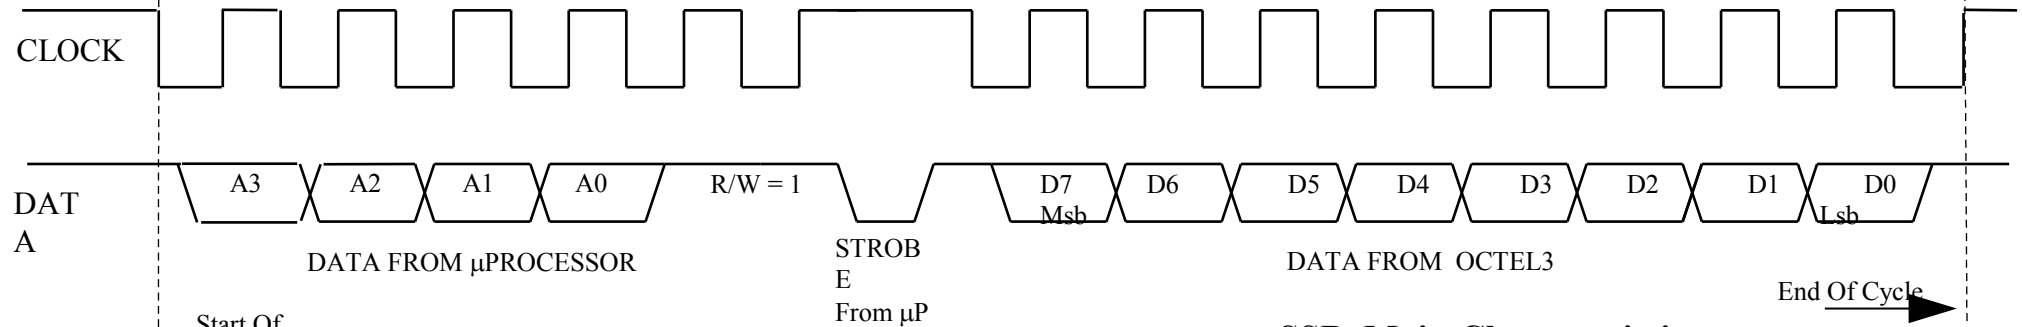 CLOCK
DAT
A
A3 A2 A1 A0 R/W = 1 D7 D6 D5 D4 D3 D2 D1 D0
Msb Lsb
DATA FROM µPROCESSOR
STROB
E
From µP
DATA FROM OCTEL3
End Of Cycle
Start Of